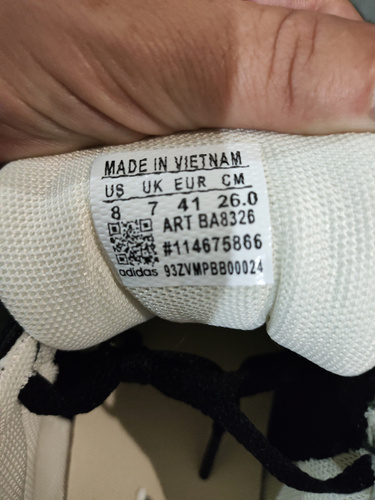 MADE IN VIETNAM
US UK EUR CM
8 7 41 26.0
ART BA8326
#114675866
adidas 93ZVMPBB00024